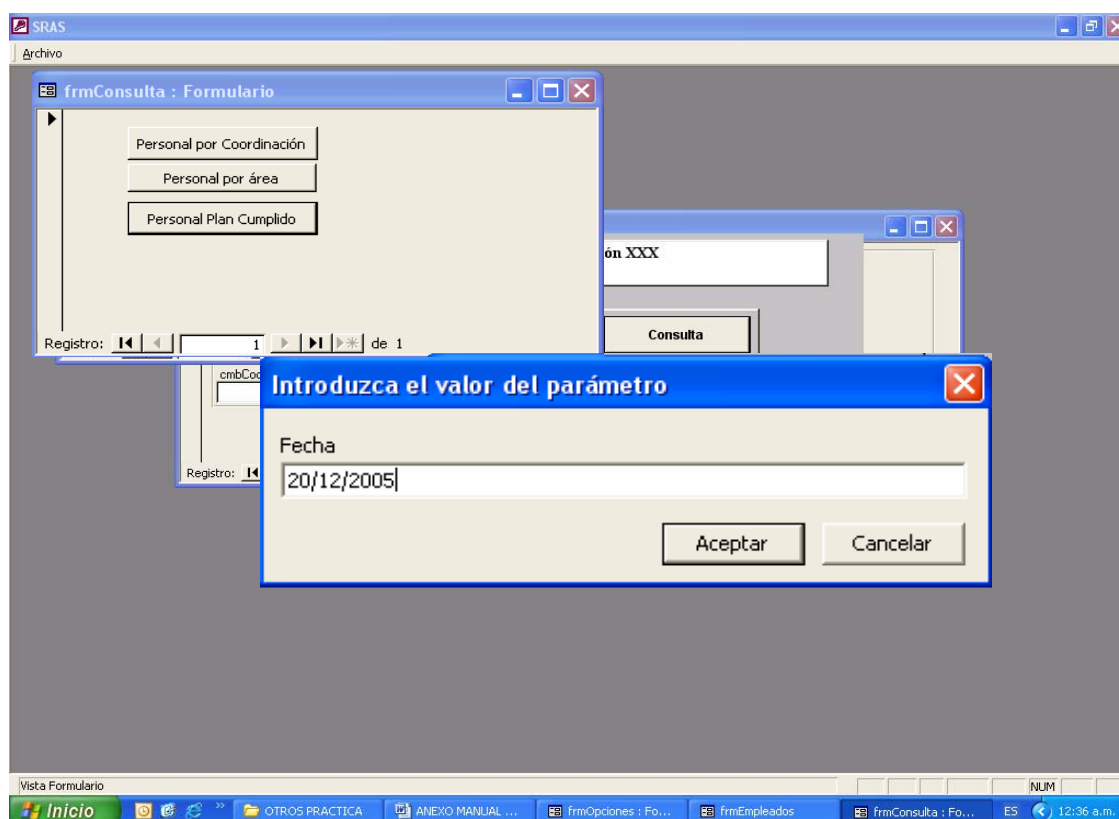 SRAS
Archivo
frmConsulta : Formulario
Personal por Coordinación
Personal por área
Personal Plan Cumplido
Registro: 1 de 1
ón XXX
Consulta
cmbCoo
Registro:
Introduzca el valor del parámetro
Fecha
20/12/2005
Aceptar
Cancelar
Vista Formulario
NUM
Inicio
OTROS PRACTICA
ANEXO MANUAL ...
frmOpciones : Fo...
frmEmpleados
frmConsulta : Fo...
ES
12:36 a.m.